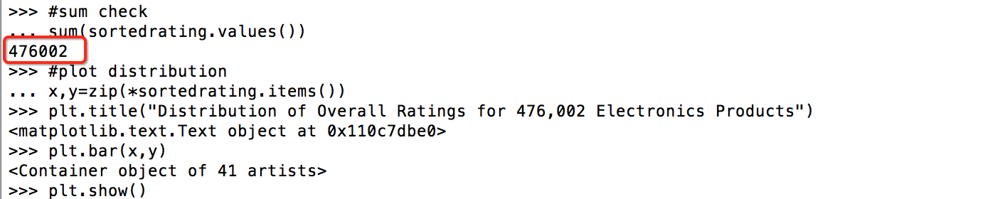 >>> #sum check
... sum(sortedrating.values())
476002
>>> #plot distribution
... x,y=zip(*sortedrating.items())
>>> plt.title("Distribution of Overall Ratings for 476,002 Electronics Products")
<matplotlib.text.Text object at 0x110c7dbe0>
>>> plt.bar(x,y)
<Container object of 41 artists>
>>> plt.show()